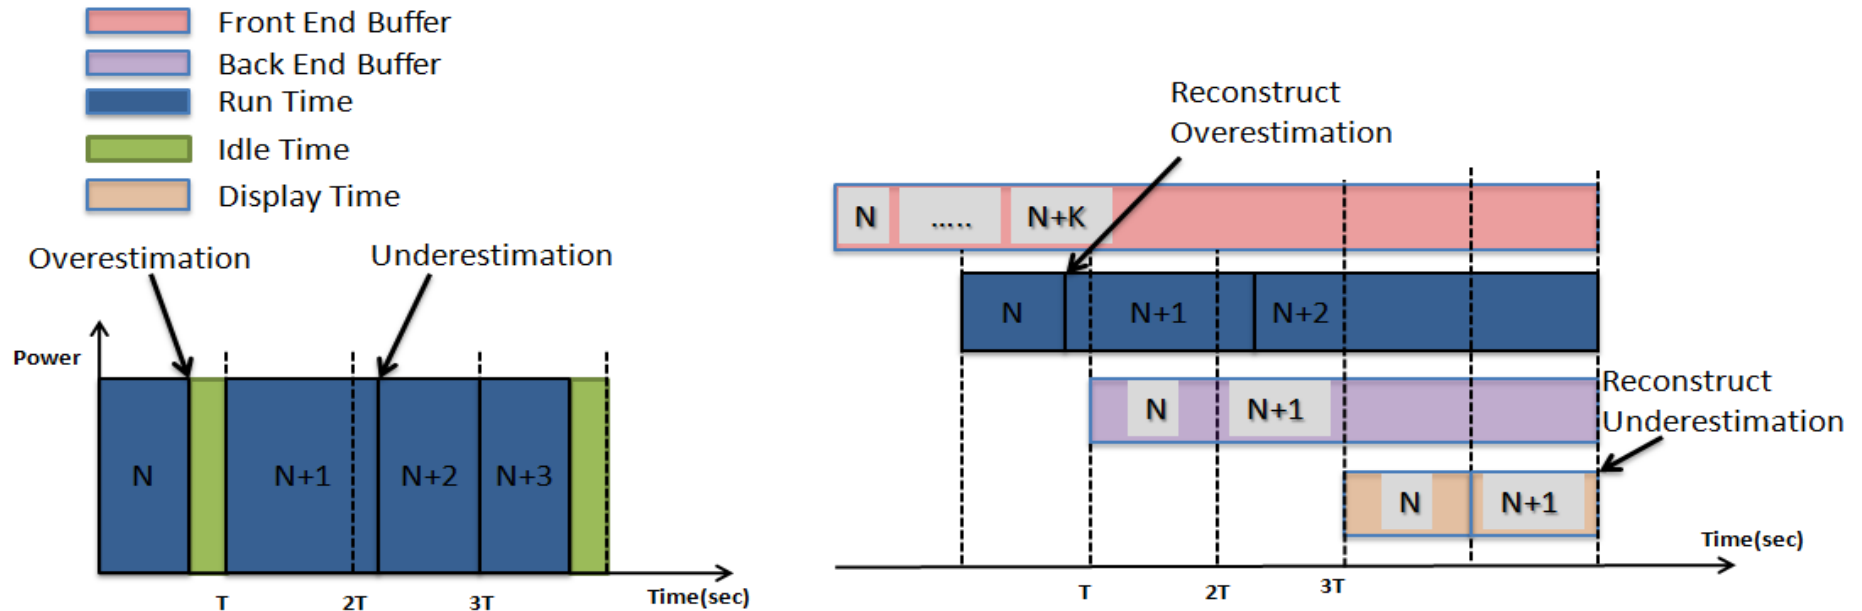 Front End Buffer
Back End Buffer
Run Time
Idle Time
Display Time
Overestimation
Underestimation
Power
N
N+1
N+2
N+3
T
2T
3T
Time(sec)
Reconstruct
Overestimation
N
.....
N+K
N
N+1
N+2
N
N+1
Reconstruct
Underestimation
N
N+1
Time(sec)
T
2T
3T